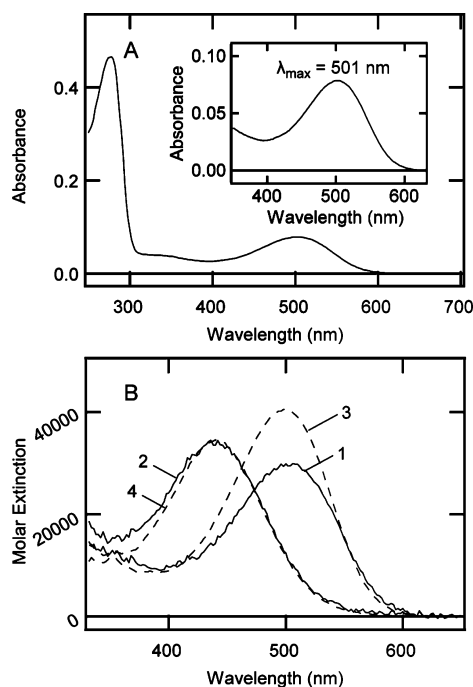 A
λmax = 501 nm
Absorbance
0.10
0.05
0.00
400
500
600
Wavelength (nm)
Absorbance
0.4
0.2
0.0
300
400
500
600
700
Wavelength (nm)
B
Molar Extinction
40000
20000
0
2
4
3
1
400
500
600
Wavelength (nm)